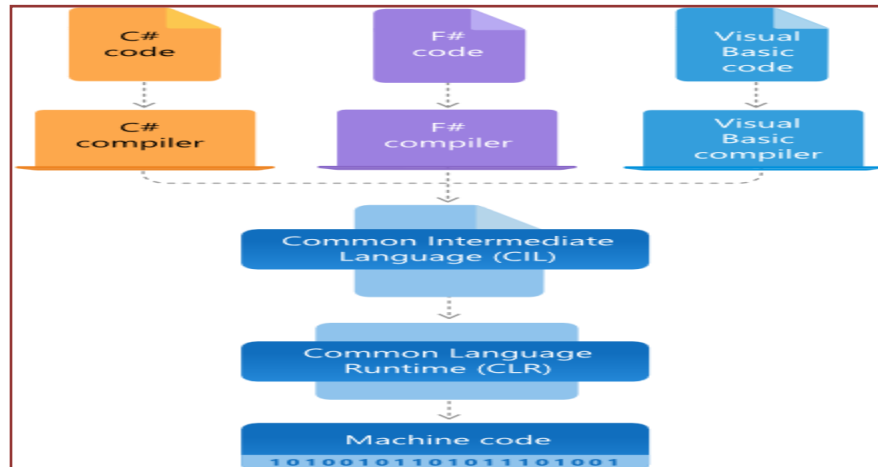 C#
code
F#
code
Visual
Basic
code
C#
compiler
F#
compiler
Visual
Basic
compiler
Common Intermediate
Language (CIL)
Common Language
Runtime (CLR)
Machine code
10100101101011101001